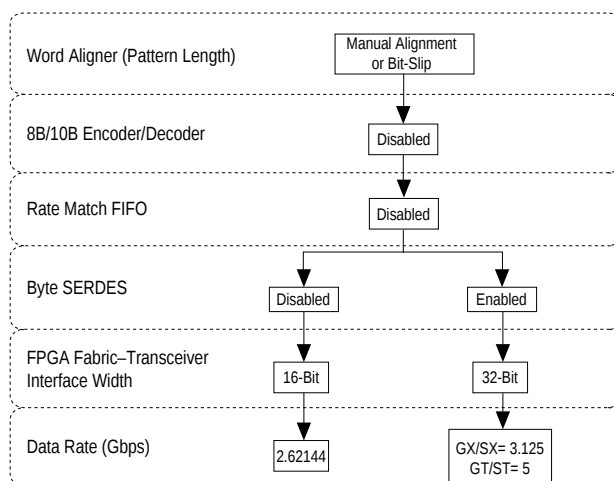 Word Aligner (Pattern Length)
Manual Alignment
or Bit-Slip
8B/10B Encoder/Decoder
Disabled
Rate Match FIFO
Disabled
Byte SERDES
Disabled
Enabled
FPGA Fabric–Transceiver
Interface Width
16-Bit
32-Bit
Data Rate (Gbps)
2.62144
GX/SX= 3.125
GT/ST= 5